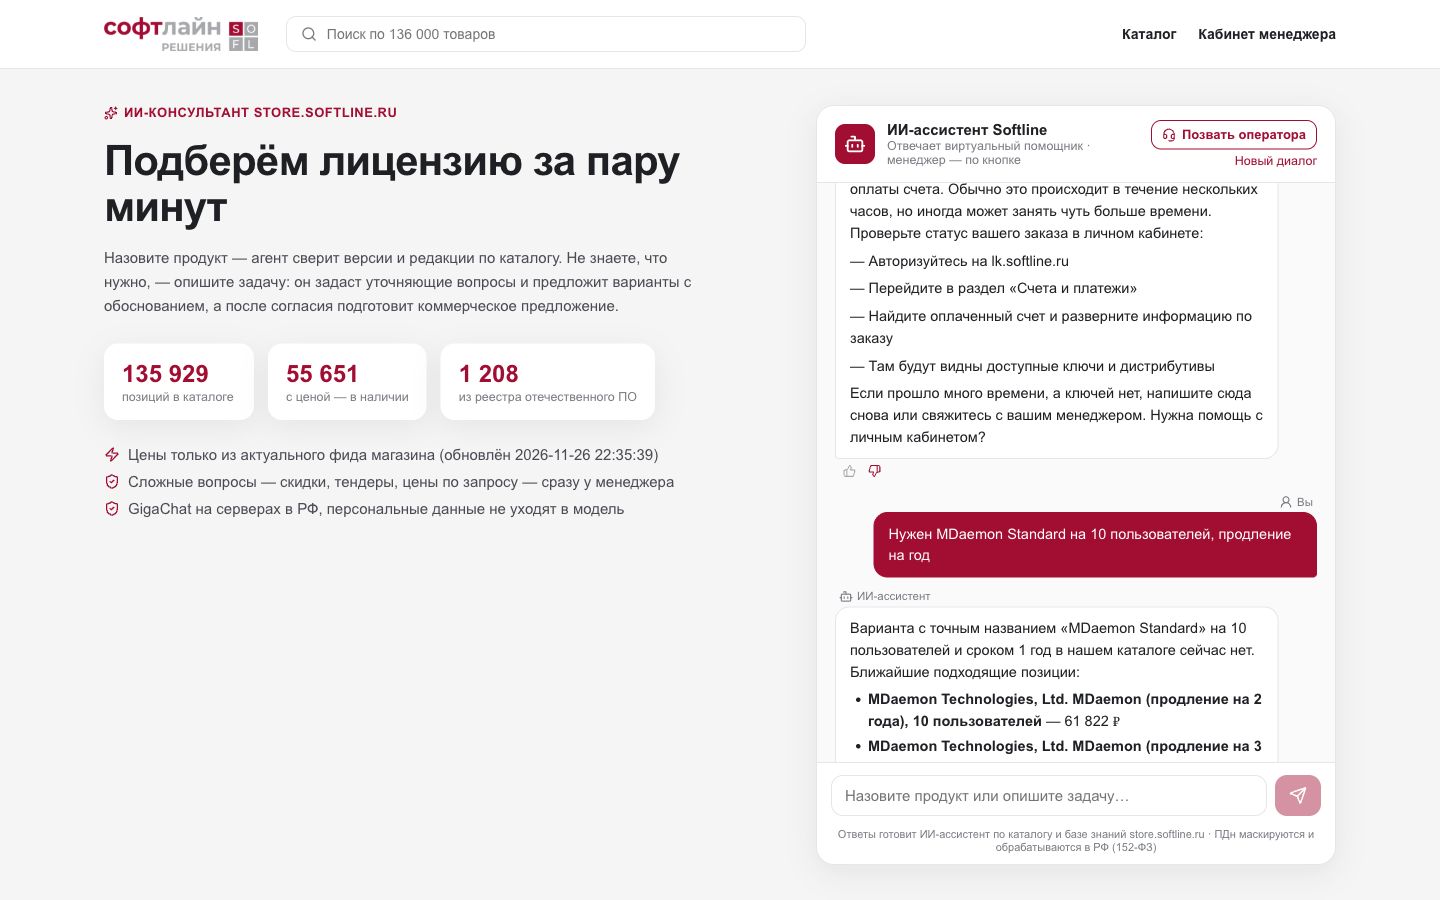 софтлайн
РЕШЕНИЯ
S O
F L
Поиск по 136 000 товаров
Каталог
Кабинет менеджера
ИИ-КОНСУЛЬТАНТ STORE.SOFTLINE.RU
Подберём лицензию за пару
минут
Назовите продукт — агент сверит версии и редакции по каталогу. Не знаете, что
нужно, — опишите задачу: он задаст уточняющие вопросы и предложит варианты с
обоснованием, а после согласия подготовит коммерческое предложение.
135 929
позиций в каталоге
55 651
с ценой — в наличии
1 208
из реестра отечественного ПО
Цены только из актуального фида магазина (обновлён 2026-11-26 22:35:39)
Сложные вопросы — скидки, тендеры, цены по запросу — сразу у менеджера
GigaChat на серверах в РФ, персональные данные не уходят в модель
ИИ-ассистент Softline
Отвечает виртуальный помощник ·
менеджер — по кнопке
Позвать оператора
Новый диалог
оплаты счета. Обычно это происходит в течение нескольких
часов, но иногда может занять чуть больше времени.
Проверьте статус вашего заказа в личном кабинете:
— Авторизуйтесь на lk.softline.ru
— Перейдите в раздел «Счета и платежи»
— Найдите оплаченный счет и разверните информацию по
заказу
— Там будут видны доступные ключи и дистрибутивы
Если прошло много времени, а ключей нет, напишите сюда
снова или свяжитесь с вашим менеджером. Нужна помощь с
личным кабинетом?
Вы
Нужен MDaemon Standard на 10 пользователей, продление
на год
ИИ-ассистент
Варианта с точным названием «MDaemon Standard» на 10
пользователей и сроком 1 год в нашем каталоге сейчас нет.
Ближайшие подходящие позиции:
• MDaemon Technologies, Ltd. MDaemon (продление на 2
года), 10 пользователей — 61 822 ₽
• MDaemon Technologies, Ltd. MDaemon (продление на 3
Назовите продукт или опишите задачу…
Ответы готовит ИИ-ассистент по каталогу и базе знаний store.softline.ru · ПДн маскируются и
обрабатываются в РФ (152-ФЗ)